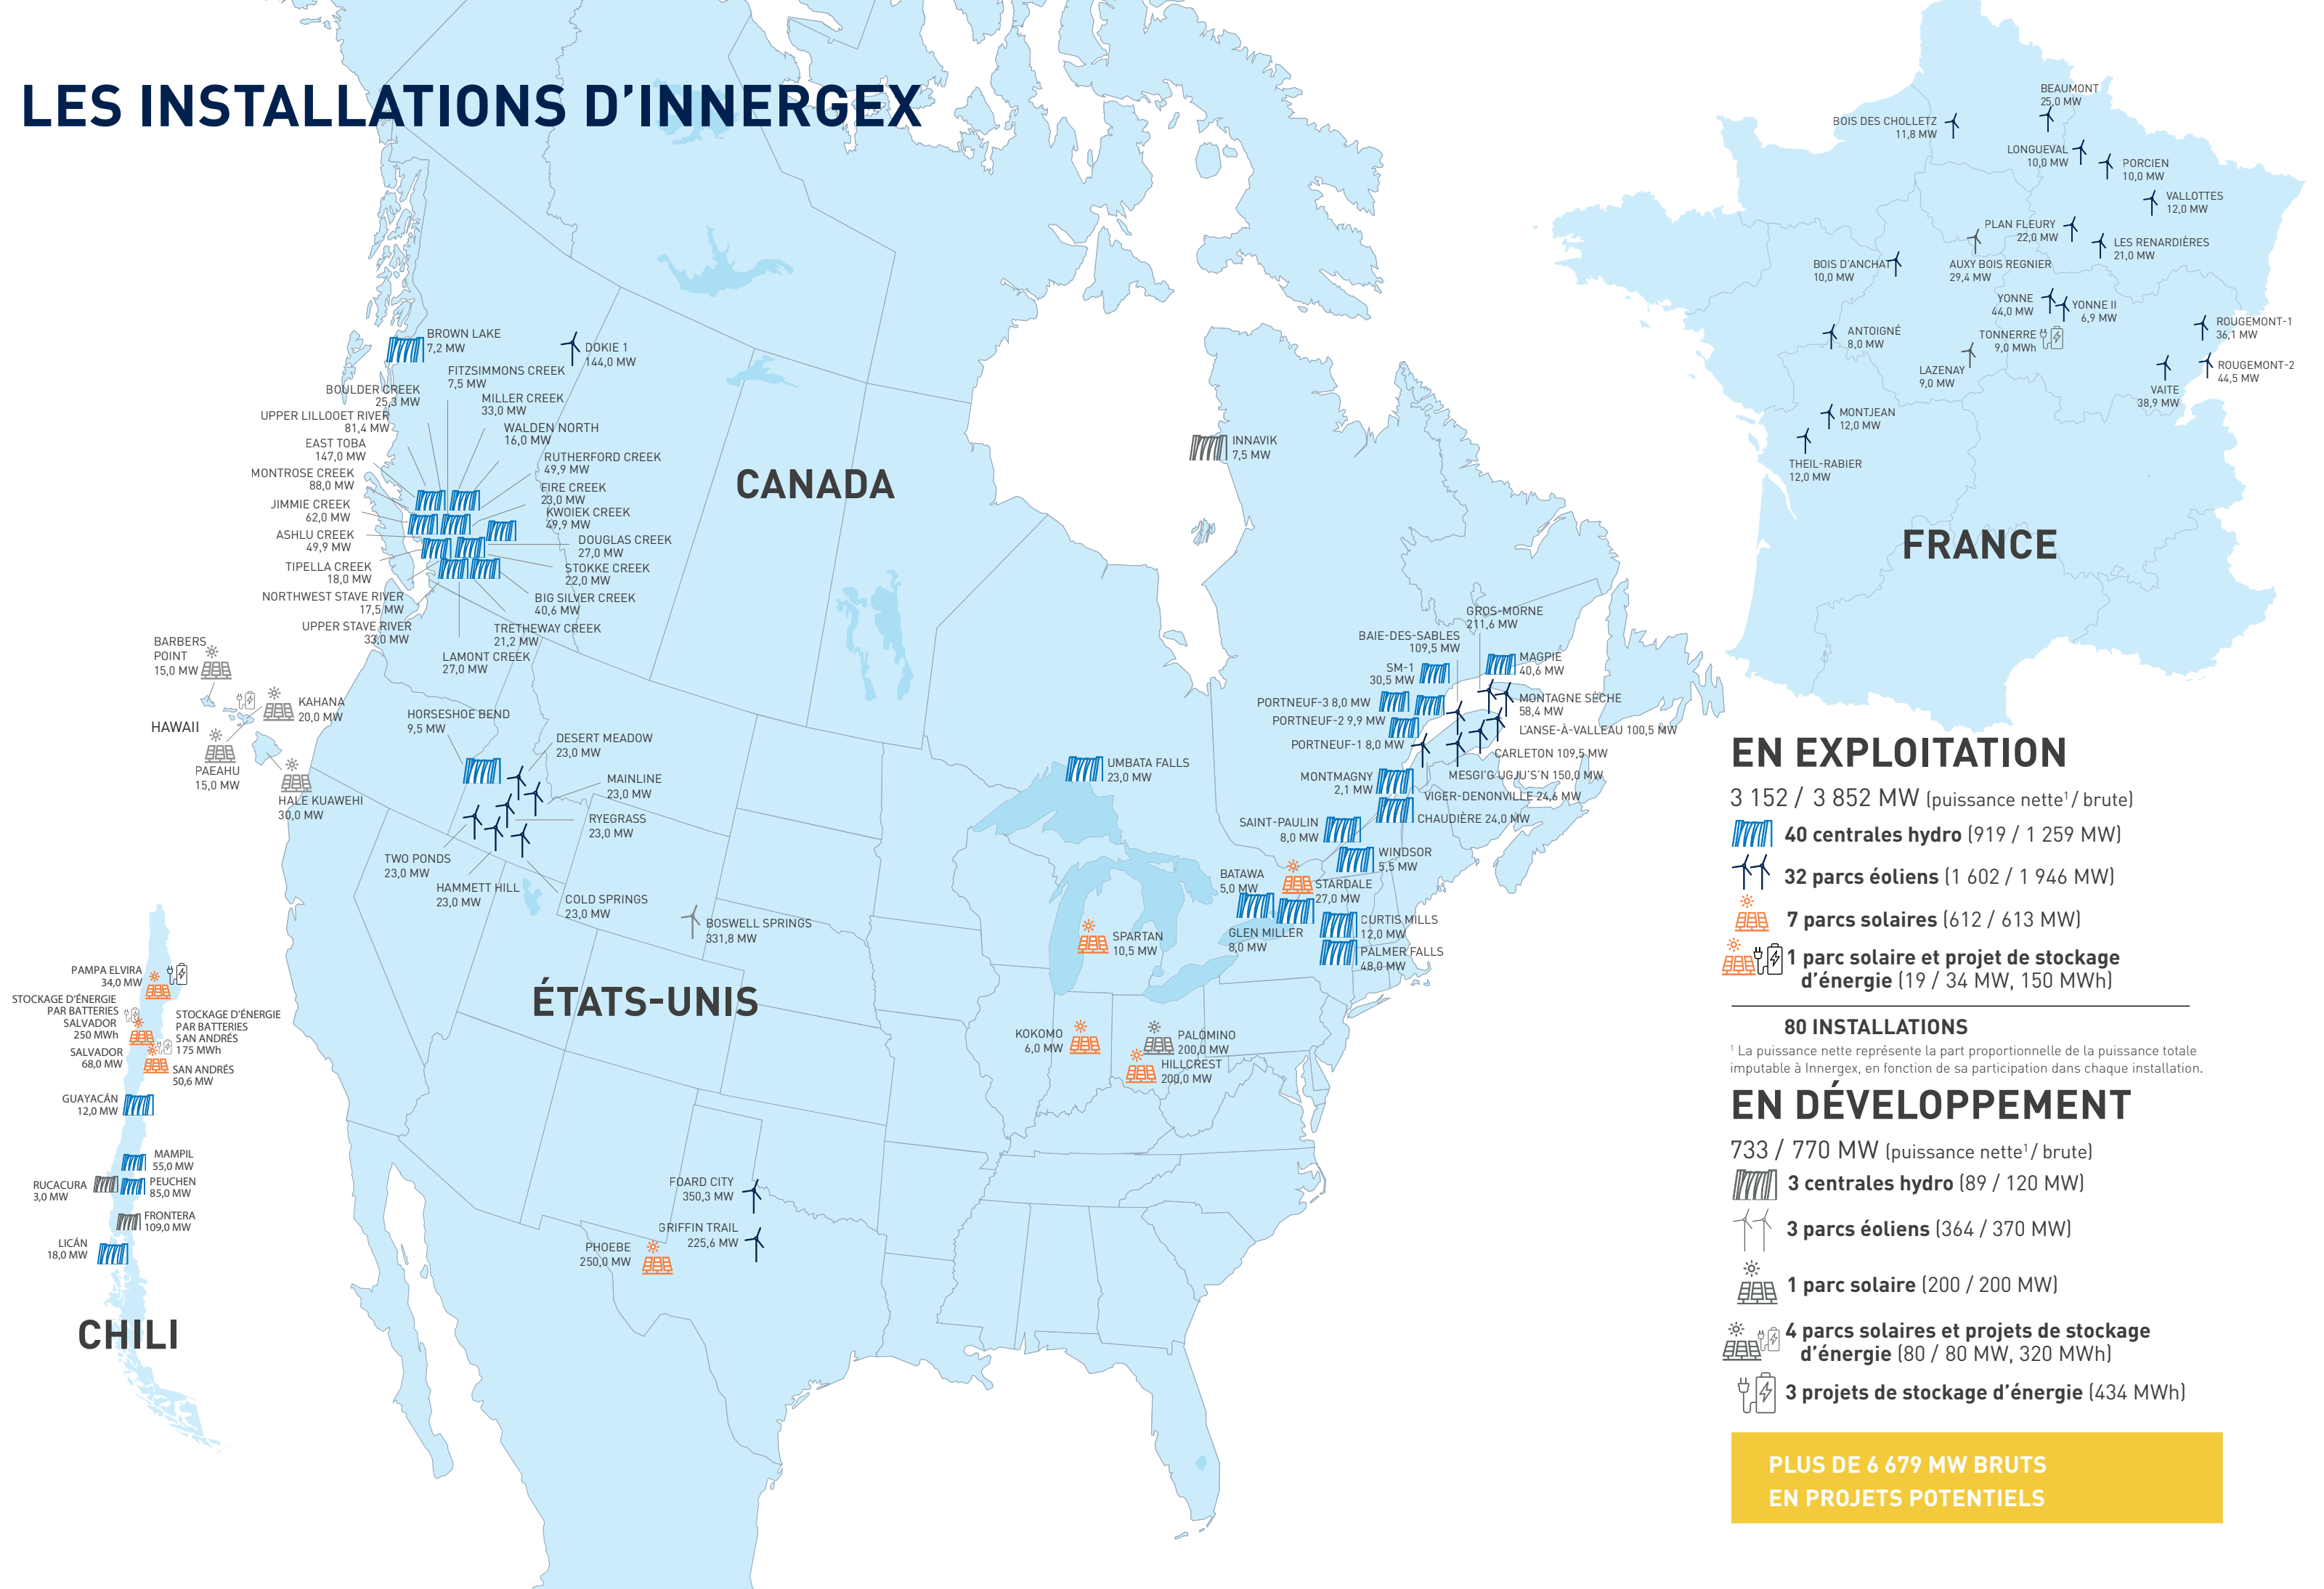 LES INSTALLATIONS D’INNERGEX
BROWN LAKE
7,2 MW
DOKIE 1
144,0 MW
FITZSIMMONS CREEK
7,5 MW
BOULDER CREEK
25,3 MW
MILLER CREEK
33,0 MW
UPPER LILLOOET RIVER
81,4 MW
WALDEN NORTH
16,0 MW
EAST TOBA
147,0 MW
RUTHERFORD CREEK
49,9 MW
MONTROSE CREEK
88,0 MW
FIRE CREEK
23,0 MW
JIMMIE CREEK
62,0 MW
KWOIEK CREEK
49,9 MW
ASHLU CREEK
49,9 MW
DOUGLAS CREEK
27,0 MW
TIPELLA CREEK
18,0 MW
STOKKE CREEK
22,0 MW
NORTHWEST STAVE RIVER
17,5 MW
BIG SILVER CREEK
40,6 MW
UPPER STAVE RIVER
33,0 MW
TRETHEWAY CREEK
21,2 MW
LAMONT CREEK
27,0 MW
CANADA
INNAVIK
7,5 MW
BARBERS
POINT
15,0 MW
KAHANA
20,0 MW
HAWAII
PAEAHU
15,0 MW
HALE KUAWEHI
30,0 MW
HORSESHOE BEND
9,5 MW
DESERT MEADOW
23,0 MW
MAINLINE
23,0 MW
RYEGRASS
23,0 MW
TWO PONDS
23,0 MW
HAMMETT HILL
23,0 MW
COLD SPRINGS
23,0 MW
BOSWELL SPRINGS
331,8 MW
ÉTATS-UNIS
GROS-MORNE
211,6 MW
BAIE-DES-SABLES
109,5 MW
MAGPIE
40,6 MW
SM-1
30,5 MW
PORTNEUF-3 8,0 MW
MONTAGNE SÈCHE
58,4 MW
PORTNEUF-2 9,9 MW
L’ANSE-À-VALLEAU 100,5 MW
PORTNEUF-1 8,0 MW
CARLETON 109,5 MW
UMBATA FALLS
23,0 MW
MONTMAGNY
2,1 MW
MESGI’G UGJU’S’N 150,0 MW
VIGER-DENONVILLE 24,6 MW
CHAUDIÈRE 24,0 MW
SAINT-PAULIN
8,0 MW
WINDSOR
5,5 MW
BATAWA
5,0 MW
STARDALE
27,0 MW
GLEN MILLER
8,0 MW
CURTIS MILLS
12,0 MW
PALMER FALLS
48,0 MW
SPARTAN
10,5 MW
KOKOMO
6,0 MW
PALOMINO
200,0 MW
HILLCREST
200,0 MW
FOARD CITY
350,3 MW
GRIFFIN TRAIL
225,6 MW
PHOEBE
250,0 MW
PAMPA ELVIRA
34,0 MW
STOCKAGE D’ÉNERGIE
PAR BATTERIES
SALVADOR
250 MWh
STOCKAGE D’ÉNERGIE
PAR BATTERIES
SAN ANDRÉS
175 MWh
SALVADOR
68,0 MW
SAN ANDRÉS
50,6 MW
GUAYACÁN
12,0 MW
MAMPIL
55,0 MW
RUCACURA
3,0 MW
PEUCHEN
85,0 MW
FRONTERA
109,0 MW
LICÁN
18,0 MW
CHILI
BEAUMONT
25,0 MW
BOIS DES CHOLLETZ
11,8 MW
LONGUEVAL
10,0 MW
PORCIEN
10,0 MW
VALLOTTES
12,0 MW
PLAN FLEURY
22,0 MW
LES RENARDIÈRES
21,0 MW
BOIS D’ANCHAT
10,0 MW
AUXY BOIS REGNIER
29,4 MW
YONNE
44,0 MW
YONNE II
6,9 MW
ROUGEMONT-1
36,1 MW
ANTOIGNÉ
8,0 MW
TONNERRE
9,0 MWh
LAZENAY
9,0 MW
ROUGEMONT-2
44,5 MW
VAITE
38,9 MW
MONTJEAN
12,0 MW
THEIL-RABIER
12,0 MW
FRANCE
EN EXPLOITATION
3 152 / 3 852 MW (puissance nette¹ / brute)
40 centrales hydro (919 / 1 259 MW)
32 parcs éoliens (1 602 / 1 946 MW)
7 parcs solaires (612 / 613 MW)
1 parc solaire et projet de stockage
d’énergie (19 / 34 MW, 150 MWh)
80 INSTALLATIONS
¹ La puissance nette représente la part proportionnelle de la puissance totale
imputable à Innergex, en fonction de sa participation dans chaque installation.
EN DÉVELOPPEMENT
733 / 770 MW (puissance nette¹ / brute)
3 centrales hydro (89 / 120 MW)
3 parcs éoliens (364 / 370 MW)
1 parc solaire (200 / 200 MW)
4 parcs solaires et projets de stockage
d’énergie (80 / 80 MW, 320 MWh)
3 projets de stockage d’énergie (434 MWh)
PLUS DE 6 679 MW BRUTS
EN PROJETS POTENTIELS